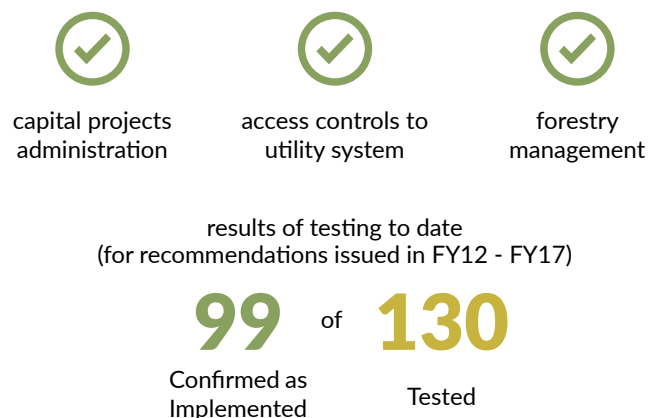 capital projects
administration
access controls to
utility system
forestry
management
results of testing to date
(for recommendations issued in FY12 - FY17)
99 of 130
Confirmed as
Implemented
Tested